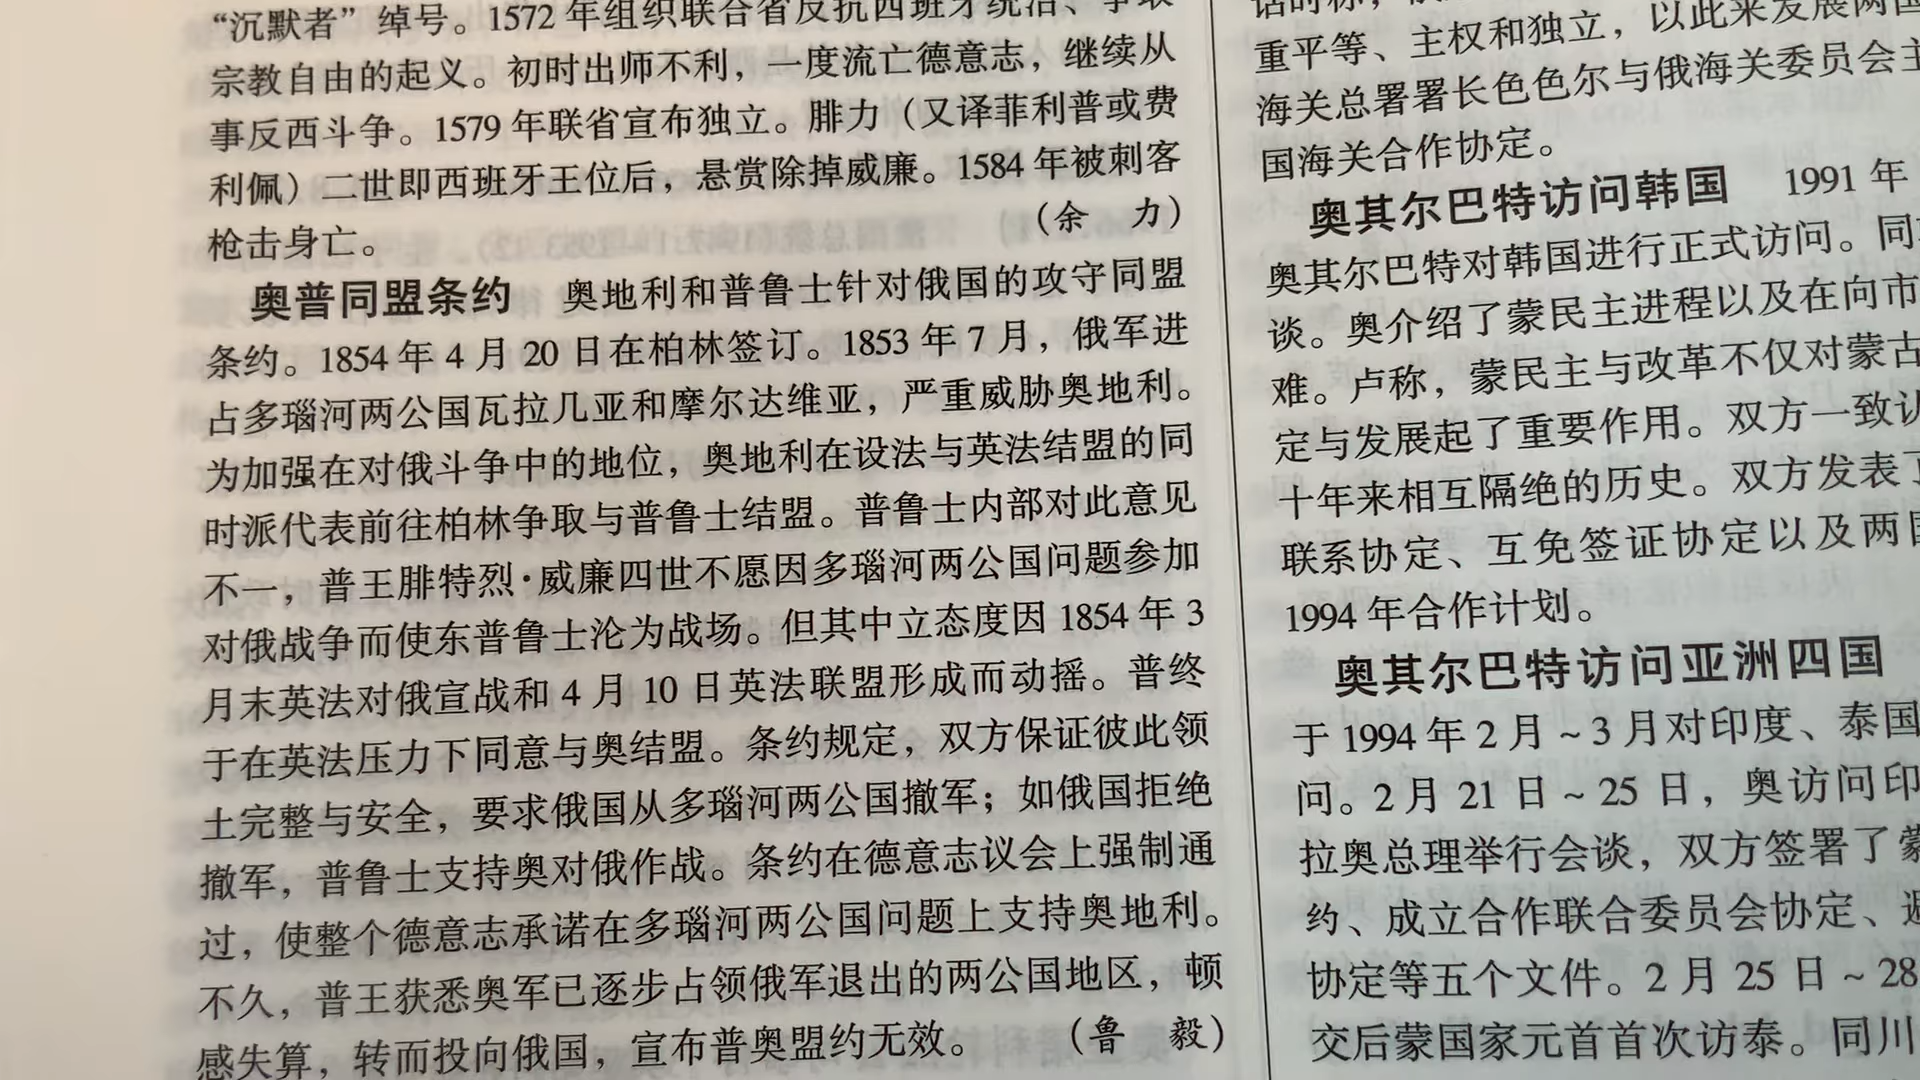 “沉默者”绰号。1572年组织联合省反抗西班牙统治、争取
宗教自由的起义。初时出师不利，一度流亡德意志，继续从
事反西斗争。1579年联省宣布独立。腓力（又译菲利普或费
利佩）二世即西班牙王位后，悬赏除掉威廉。1584年被刺客
枪击身亡。（余　力）
奥普同盟条约　奥地利和普鲁士针对俄国的攻守同盟
条约。1854年4月20日在柏林签订。1853年7月，俄军进
占多瑙河两公国瓦拉几亚和摩尔达维亚，严重威胁奥地利。
为加强在对俄斗争中的地位，奥地利在设法与英法结盟的同
时派代表前往柏林争取与普鲁士结盟。普鲁士内部对此意见
不一，普王腓特烈·威廉四世不愿因多瑙河两公国问题参加
对俄战争而使东普鲁士沦为战场。但其中立态度因1854年3
月末英法对俄宣战和4月10日英法联盟形成而动摇。普终
于在英法压力下同意与奥结盟。条约规定，双方保证彼此领
土完整与安全，要求俄国从多瑙河两公国撤军；如俄国拒绝
撤军，普鲁士支持奥对俄作战。条约在德意志议会上强制通
过，使整个德意志承诺在多瑙河两公国问题上支持奥地利。
不久，普王获悉奥军已逐步占领俄军退出的两公国地区，顿
感失算，转而投向俄国，宣布普奥盟约无效。（鲁　毅）
重平等、主权和独立，以此来发展两国
海关总署署长色色尔与俄海关委员会主
国海关合作协定。
奥其尔巴特访问韩国　1991年
奥其尔巴特对韩国进行正式访问。同
谈。奥介绍了蒙民主进程以及在向市
难。卢称，蒙民主与改革不仅对蒙古
定与发展起了重要作用。双方一致认
十年来相互隔绝的历史。双方发表了
联系协定、互免签证协定以及两国
1994年合作计划。
奥其尔巴特访问亚洲四国
于1994年2月～3月对印度、泰国
问。2月21日～25日，奥访问印
拉奥总理举行会谈，双方签署了蒙
约、成立合作联合委员会协定、避
协定等五个文件。2月25日～28
交后蒙国家元首首次访泰。同川